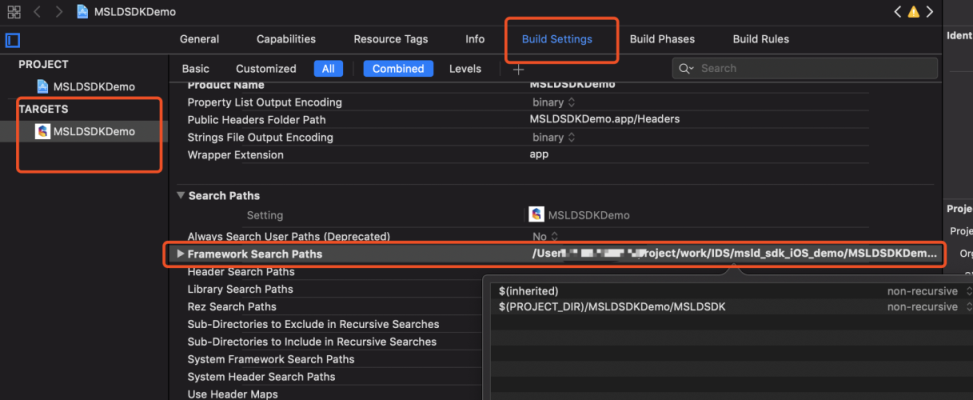 MSLDSDKDemo
Ident
General Capabilities Resource Tags Info Build Settings Build Phases Build Rules
PROJECT
Basic Customized All Combined Levels + Search
MSLDSDKDemo
Product Name MSLDSDKDemo
TARGETS
Property List Output Encoding binary
Public Headers Folder Path MSLDSDKDemo.app/Headers
MSLDSDKDemo
Strings File Output Encoding binary
Wrapper Extension app
Search Paths
Setting MSLDSDKDemo
Proje
Always Search User Paths (Deprecated) No
Proje
Framework Search Paths /User Project/work/IDS/msld_sdk_iOS_demo/MSLDSDKDem...
Org
Header Search Paths
Library Search Paths
$(inherited) non-recursive
Rez Search Paths
$(PROJECT_DIR)/MSLDSDKDemo/MSLDSDK non-recursive
Sub-Directories to Exclude in Recursive Searches
Sub-Directories to Include in Recursive Searches
System Framework Search Paths
System Header Search Paths
Use Header Maps